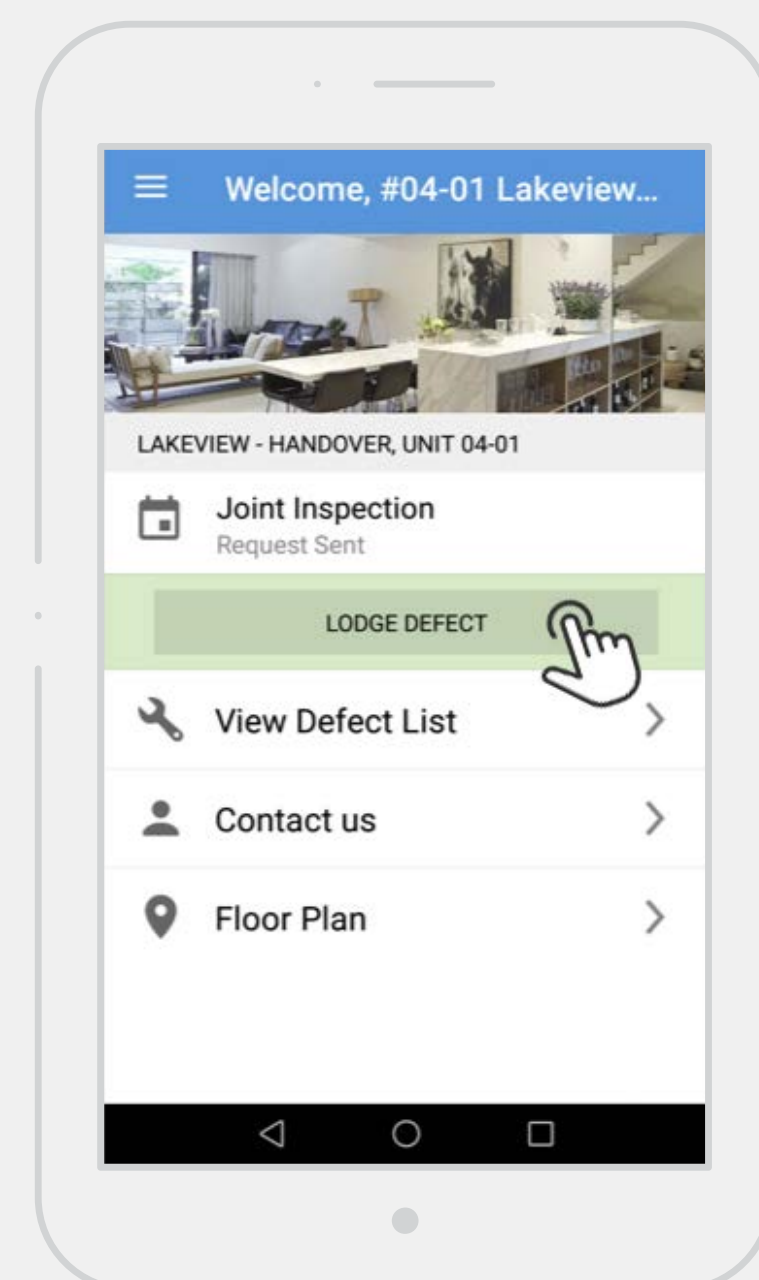 Welcome, #04-01 Lakeview...
LAKEVIEW - HANDOVER, UNIT 04-01
Joint Inspection
Request Sent
LODGE DEFECT
View Defect List
Contact us
Floor Plan